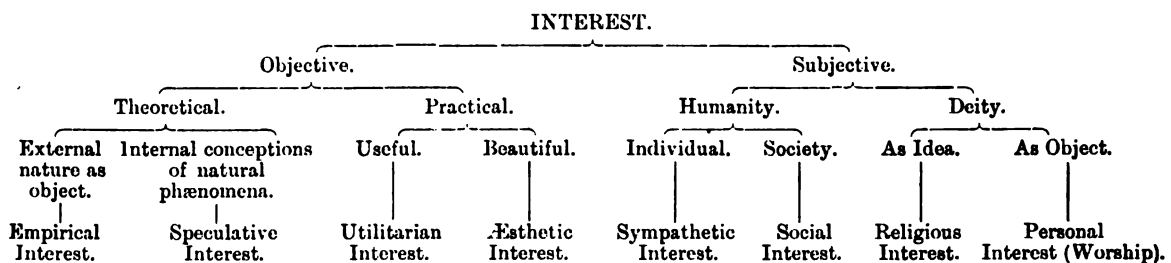 INTEREST.
Objective. Subjective.
Theoretical. Practical. Humanity. Deity.
External Internal conceptions Useful. Beautiful. Individual. Society. As Idea. As Object.
nature as of natural
object. phænomena.
Empirical Speculative Utilitarian Æsthetic Sympathetic Social Religious Personal
Interest. Interest. Interest. Interest. Interest. Interest. Interest. Interest (Worship).